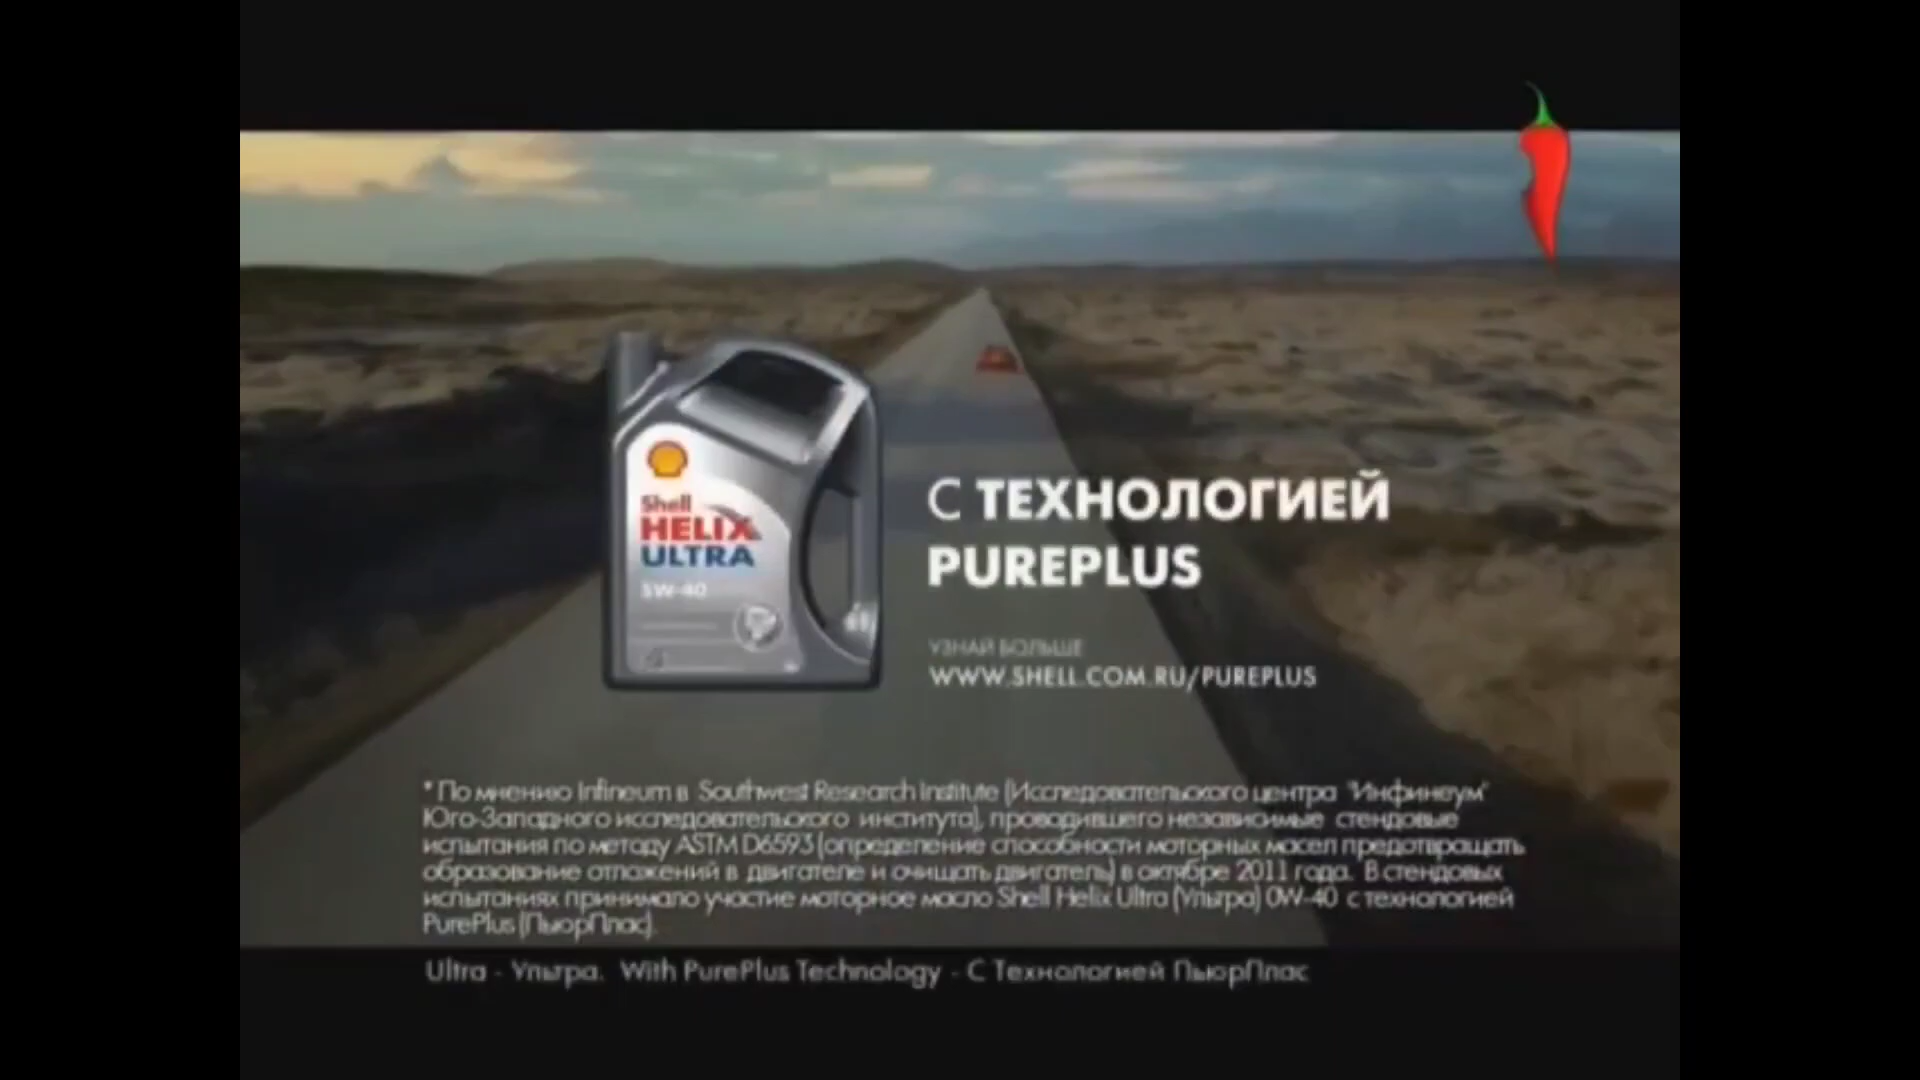 Shell
HELIX
ULTRA
5W-40
С ТЕХНОЛОГИЕЙ
PUREPLUS
УЗНАЙ БОЛЬШЕ
WWW.SHELL.COM.RU/PUREPLUS
* По мнению Infineum в Southwest Research Institute (Исследовательского центра "Инфинеум"
Юго-Западного исследовательского института), проводившего независимые стендовые
испытания по методу ASTM D6593 (определение способности моторных масел предотвращать
образование отложений в двигателе и очищать двигатель) в октябре 2011 года. В стендовых
испытаниях принимало участие моторное масло Shell Helix Ultra (Ультра) 0W-40 с технологией
PurePlus (ПьюрПлас).
Ultra - Ультра. With PurePlus Technology - С Технологией ПьюрПлас